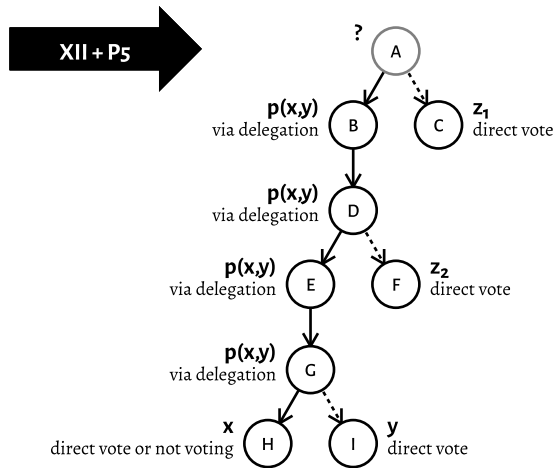 ?
XII + P5
A
p(x,y)
via delegation
B
C
z₁
direct vote
p(x,y)
via delegation
D
p(x,y)
via delegation
E
F
z₂
direct vote
p(x,y)
via delegation
G
x
direct vote or not voting
H
I
y
direct vote